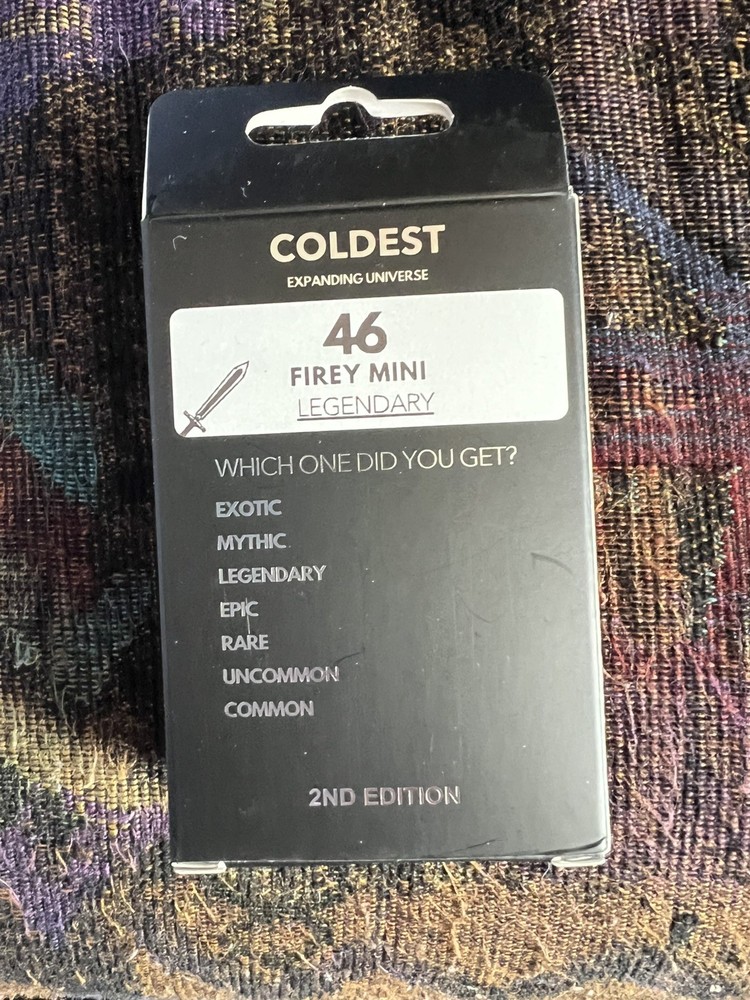 COLDEST
EXPANDING UNIVERSE
46
FIREY MINI
LEGENDARY
WHICH ONE DID YOU GET?
EXOTIC
MYTHIC
LEGENDARY
EPIC
RARE
UNCOMMON
COMMON
2ND EDITION